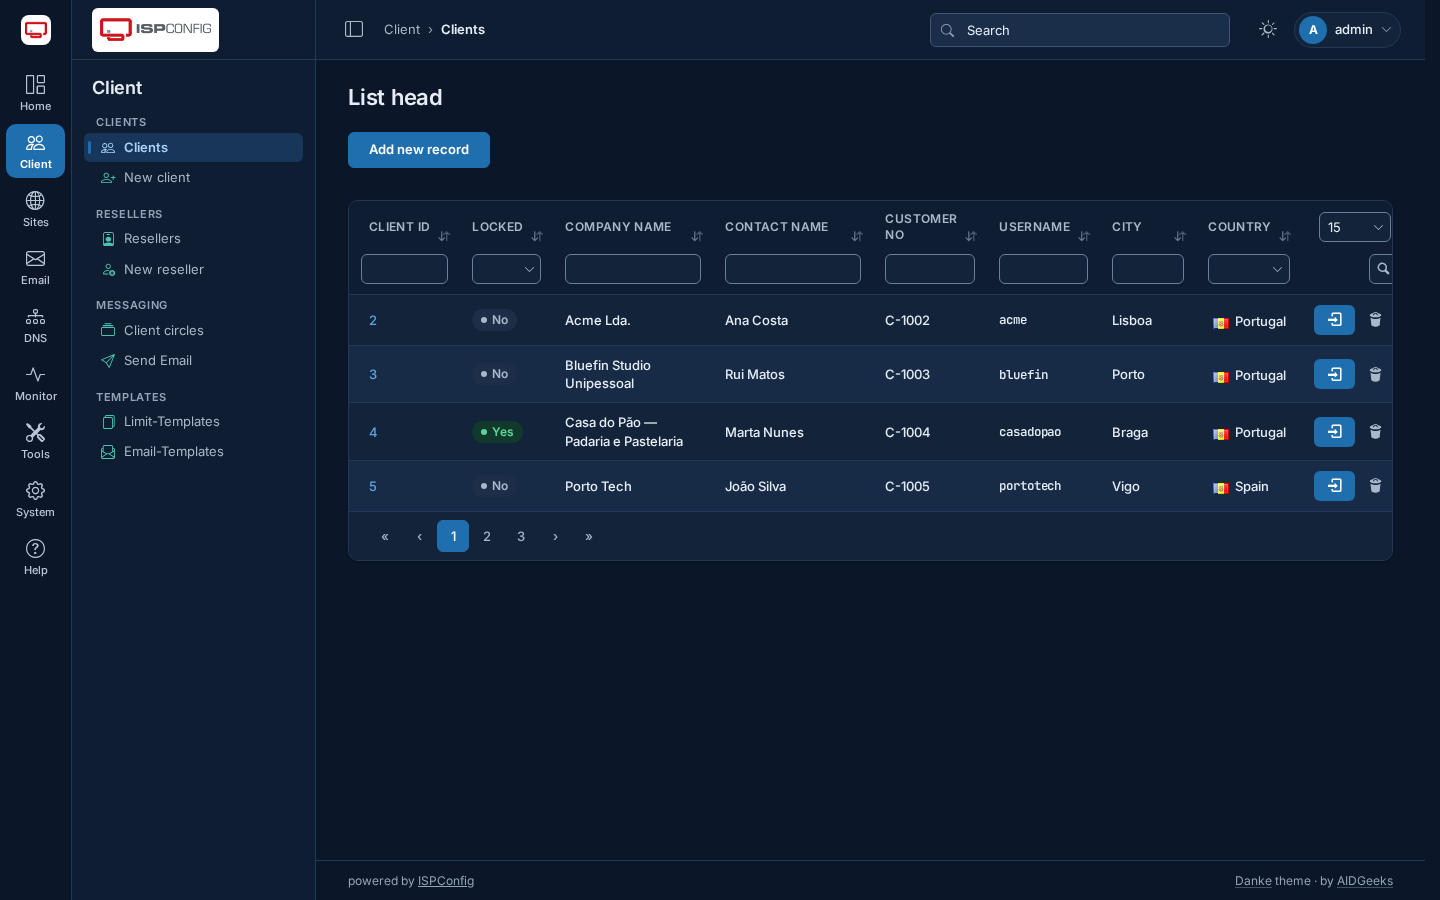 ISPCONFIG
Client › Clients
Search
A admin
Home
Client
Sites
Email
DNS
Monitor
Tools
System
Help
Client
CLIENTS
Clients
New client
RESELLERS
Resellers
New reseller
MESSAGING
Client circles
Send Email
TEMPLATES
Limit-Templates
Email-Templates
List head
Add new record
CLIENT ID LOCKED COMPANY NAME CONTACT NAME CUSTOMER NO USERNAME CITY COUNTRY 15
2 No Acme Lda. Ana Costa C-1002 acme Lisboa Portugal
3 No Bluefin Studio Unipessoal Rui Matos C-1003 bluefin Porto Portugal
4 Yes Casa do Pão — Padaria e Pastelaria Marta Nunes C-1004 casadopao Braga Portugal
5 No Porto Tech João Silva C-1005 portotech Vigo Spain
« ‹ 1 2 3 › »
powered by ISPConfig
Danke theme · by AIDGeeks